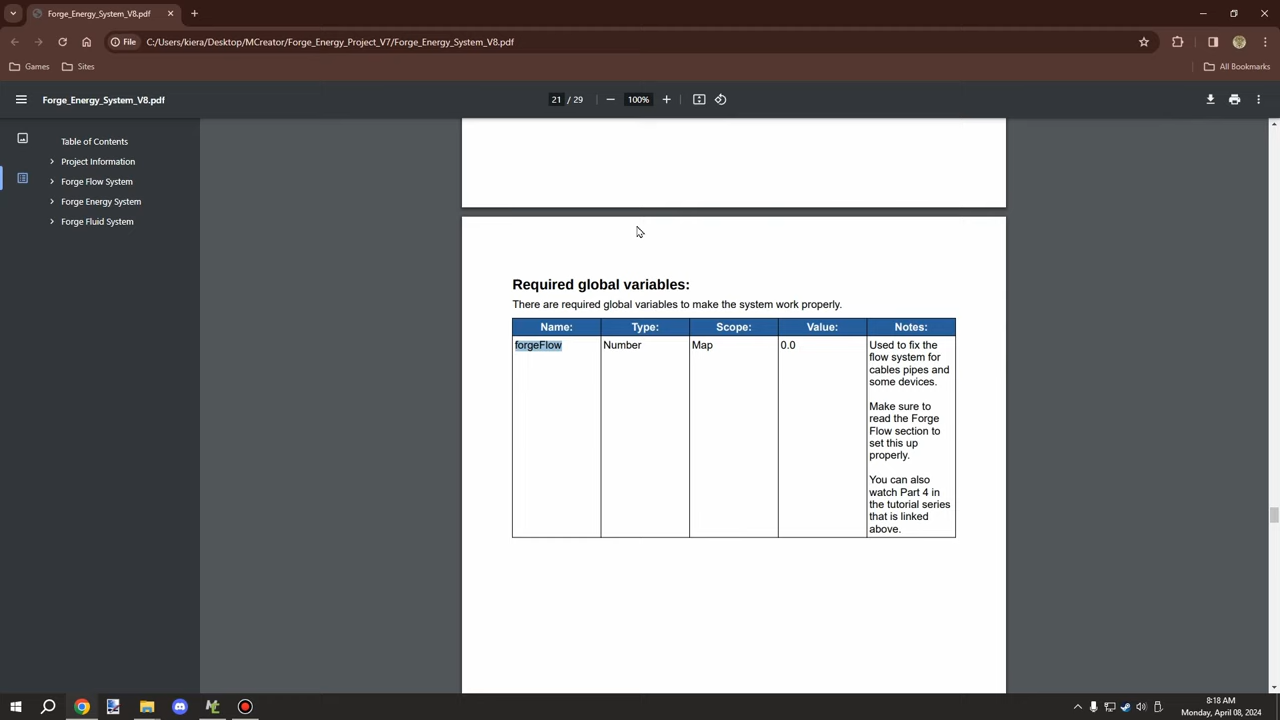 Forge_Energy_System_V8.pdf
File C:/Users/kiera/Desktop/MCreator/Forge_Energy_Project_V7/Forge_Energy_System_V8.pdf
Games Sites All Bookmarks
Forge_Energy_System_V8.pdf 21 / 29 100%
Table of Contents
Project Information
Forge Flow System
Forge Energy System
Forge Fluid System
Required global variables:
There are required global variables to make the system work properly.
Name: Type: Scope: Value: Notes:
forgeFlow Number Map 0.0 Used to fix the
flow system for
cables pipes and
some devices.
Make sure to
read the Forge
Flow section to
set this up
properly.
You can also
watch Part 4 in
the tutorial series
that is linked
above.
8:18 AM
Monday, April 08, 2024